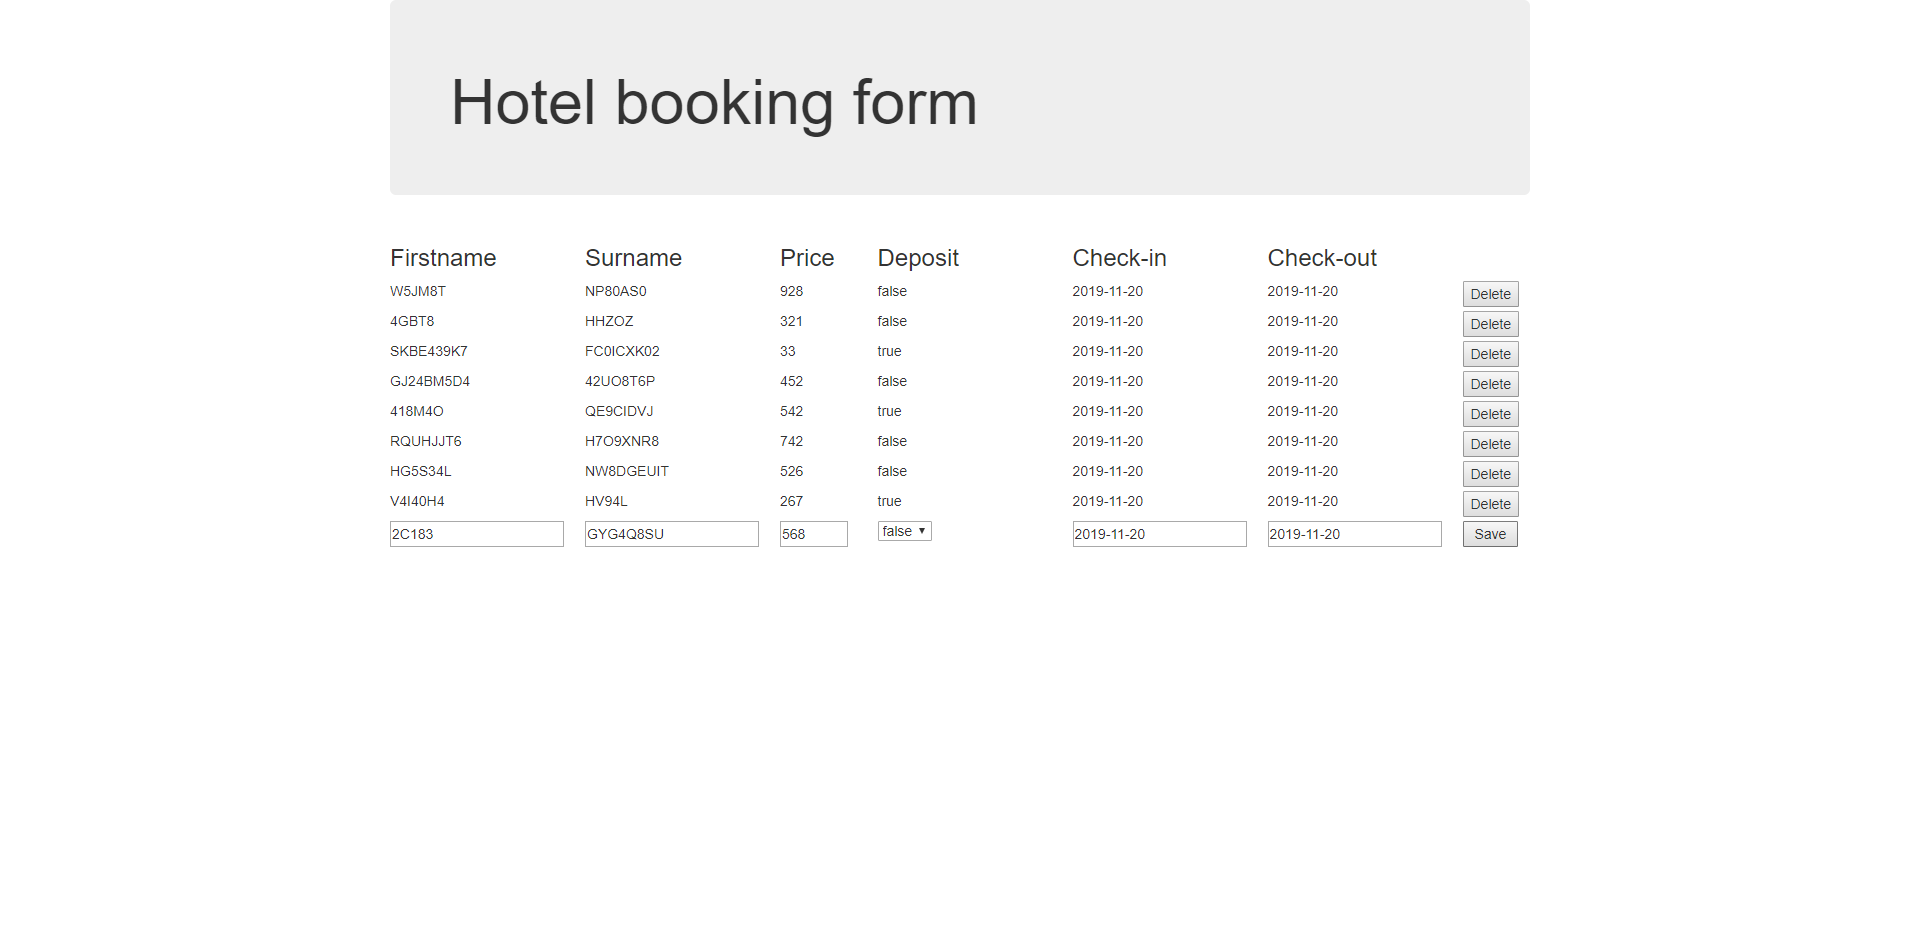 Hotel booking form
Firstname Surname Price Deposit Check-in Check-out
W5JM8T NP80AS0 928 false 2019-11-20 2019-11-20 Delete
4GBT8 HHZOZ 321 false 2019-11-20 2019-11-20 Delete
SKBE439K7 FC0ICXK02 33 true 2019-11-20 2019-11-20 Delete
GJ24BM5D4 42UO8T6P 452 false 2019-11-20 2019-11-20 Delete
418M4O QE9CIDVJ 542 true 2019-11-20 2019-11-20 Delete
RQUHJJT6 H7O9XNR8 742 false 2019-11-20 2019-11-20 Delete
HG5S34L NW8DGEUIT 526 false 2019-11-20 2019-11-20 Delete
V4I40H4 HV94L 267 true 2019-11-20 2019-11-20 Delete
2C183 GYG4Q8SU 568 false 2019-11-20 2019-11-20 Save